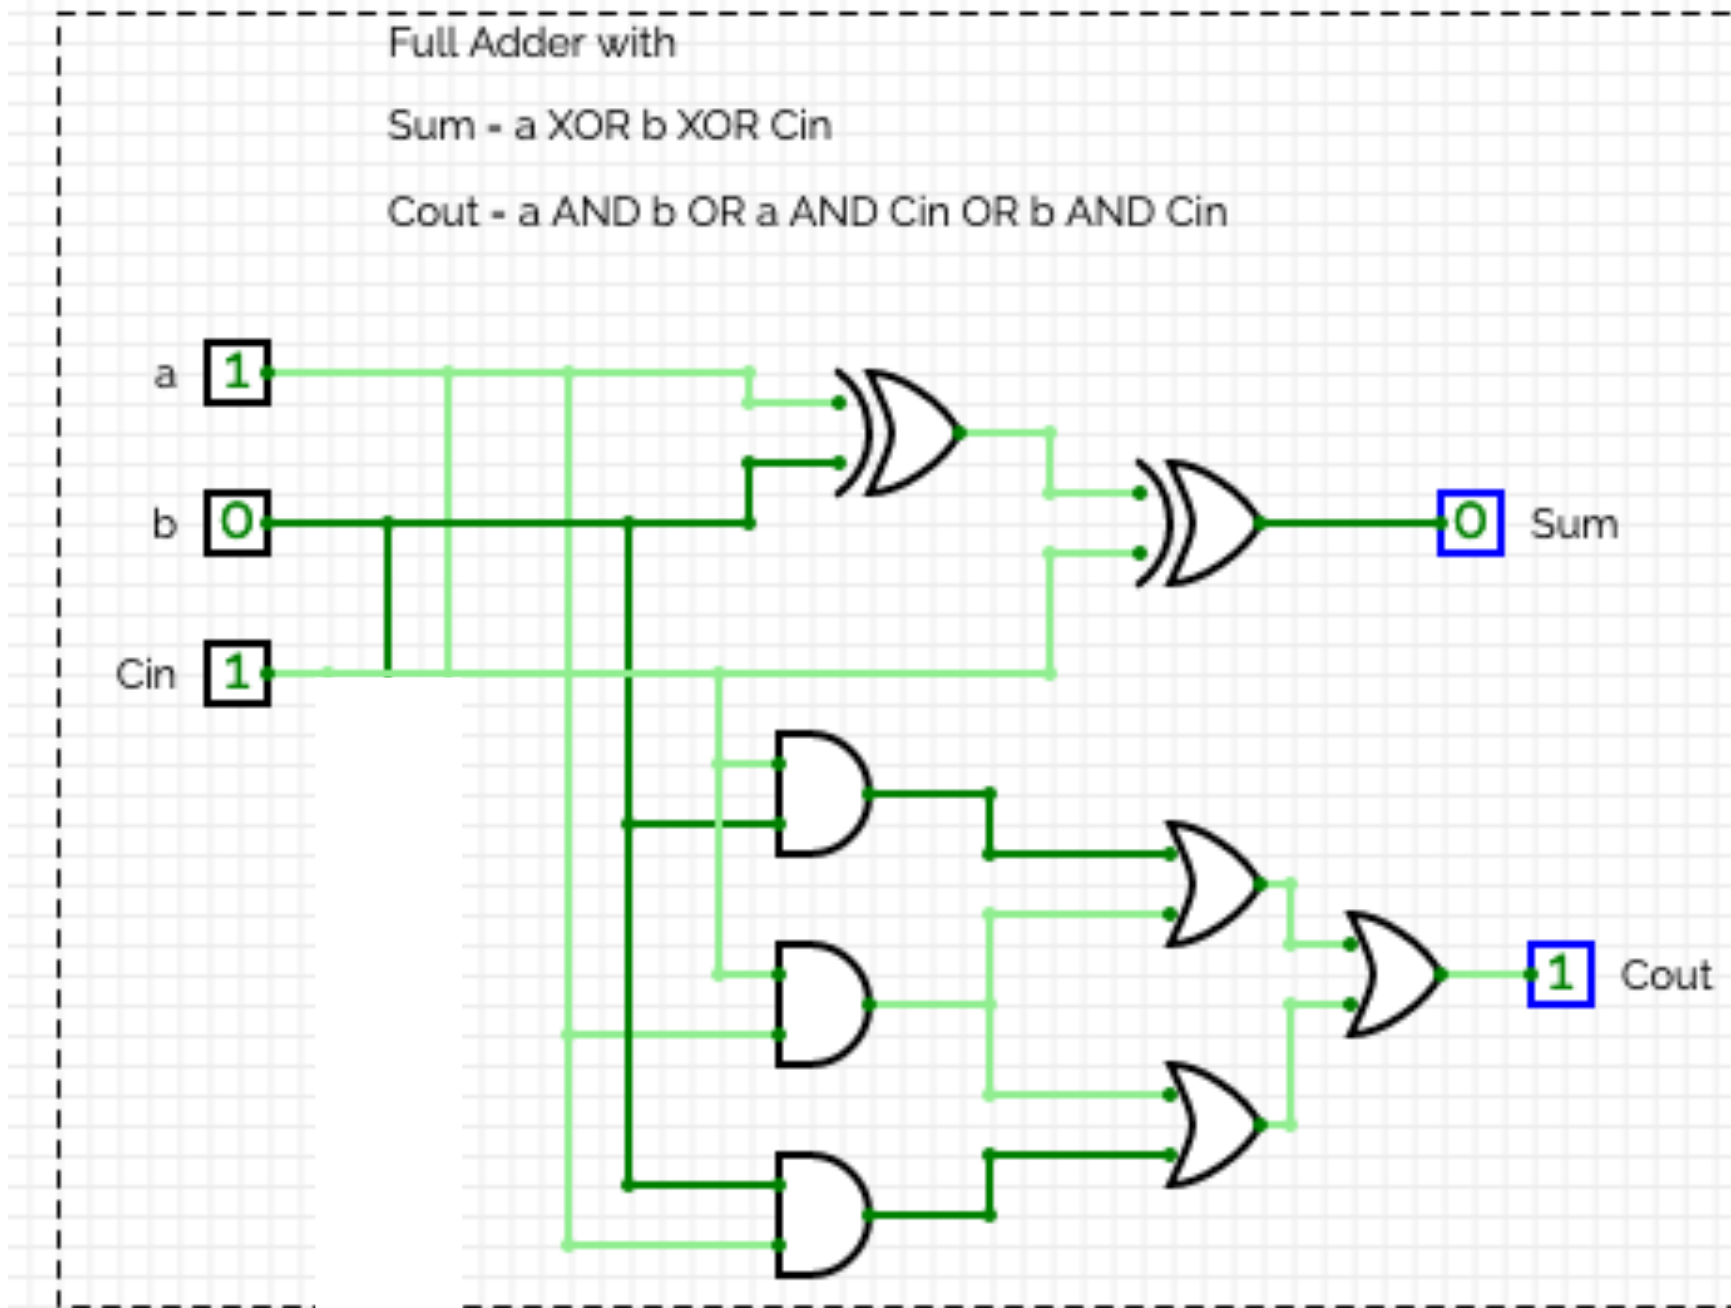 Full Adder with
Sum = a XOR b XOR Cin
Cout = a AND b OR a AND Cin OR b AND Cin
a 1
b 0
0 Sum
Cin 1
1 Cout